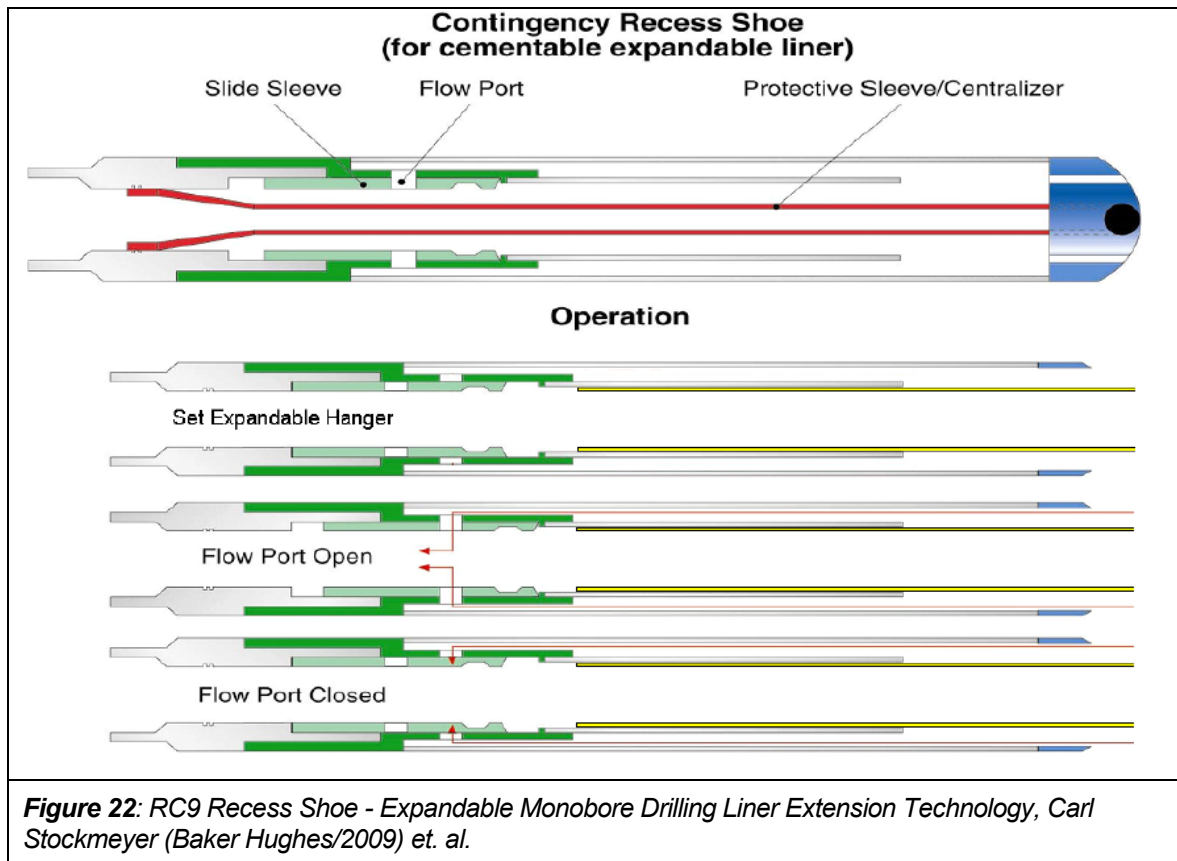 Contingency Recess Shoe
(for cementable expandable liner)
Slide Sleeve
Flow Port
Protective Sleeve/Centralizer
Operation
Set Expandable Hanger
Flow Port Open
Flow Port Closed
Figure 22: RC9 Recess Shoe - Expandable Monobore Drilling Liner Extension Technology, Carl
Stockmeyer (Baker Hughes/2009) et. al.